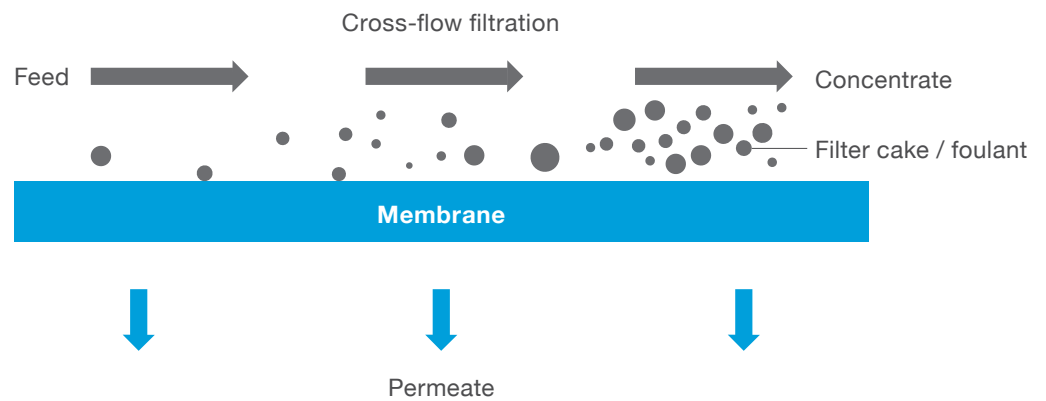 Cross-flow filtration
Feed
Concentrate
Filter cake / foulant
Membrane
Permeate